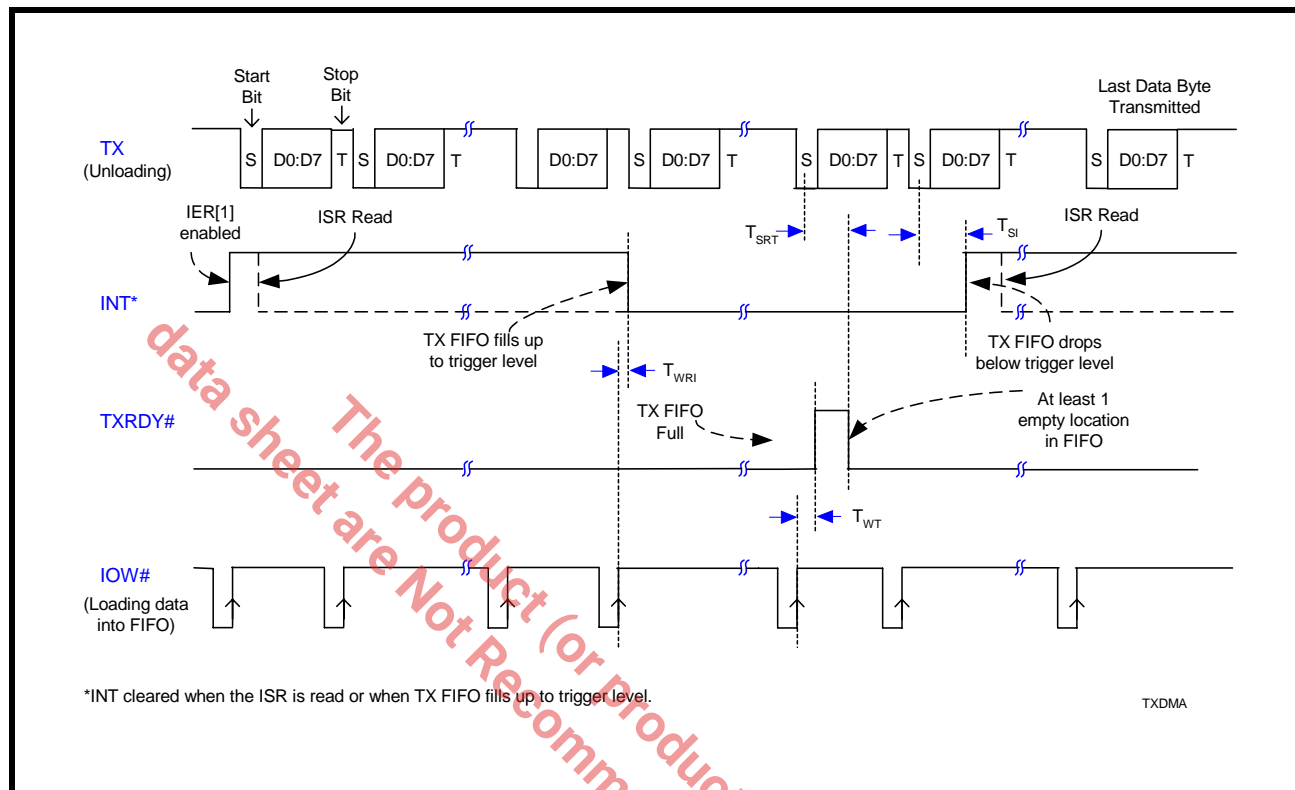 Start
Bit
Stop
Bit
Last Data Byte
Transmitted
TX
(Unloading)
S D0:D7 T S D0:D7 T D0:D7 S D0:D7 T S D0:D7 T S D0:D7 T S D0:D7 T
IER[1]
enabled
ISR Read
TSRT
TSI
ISR Read
INT*
TX FIFO fills up
to trigger level
TX FIFO drops
below trigger level
TWRI
TXRDY#
TX FIFO
Full
At least 1
empty location
in FIFO
TWT
IOW#
(Loading data
into FIFO)
*INT cleared when the ISR is read or when TX FIFO fills up to trigger level.
TXDMA
The product (or produc
data sheet are Not Recomm